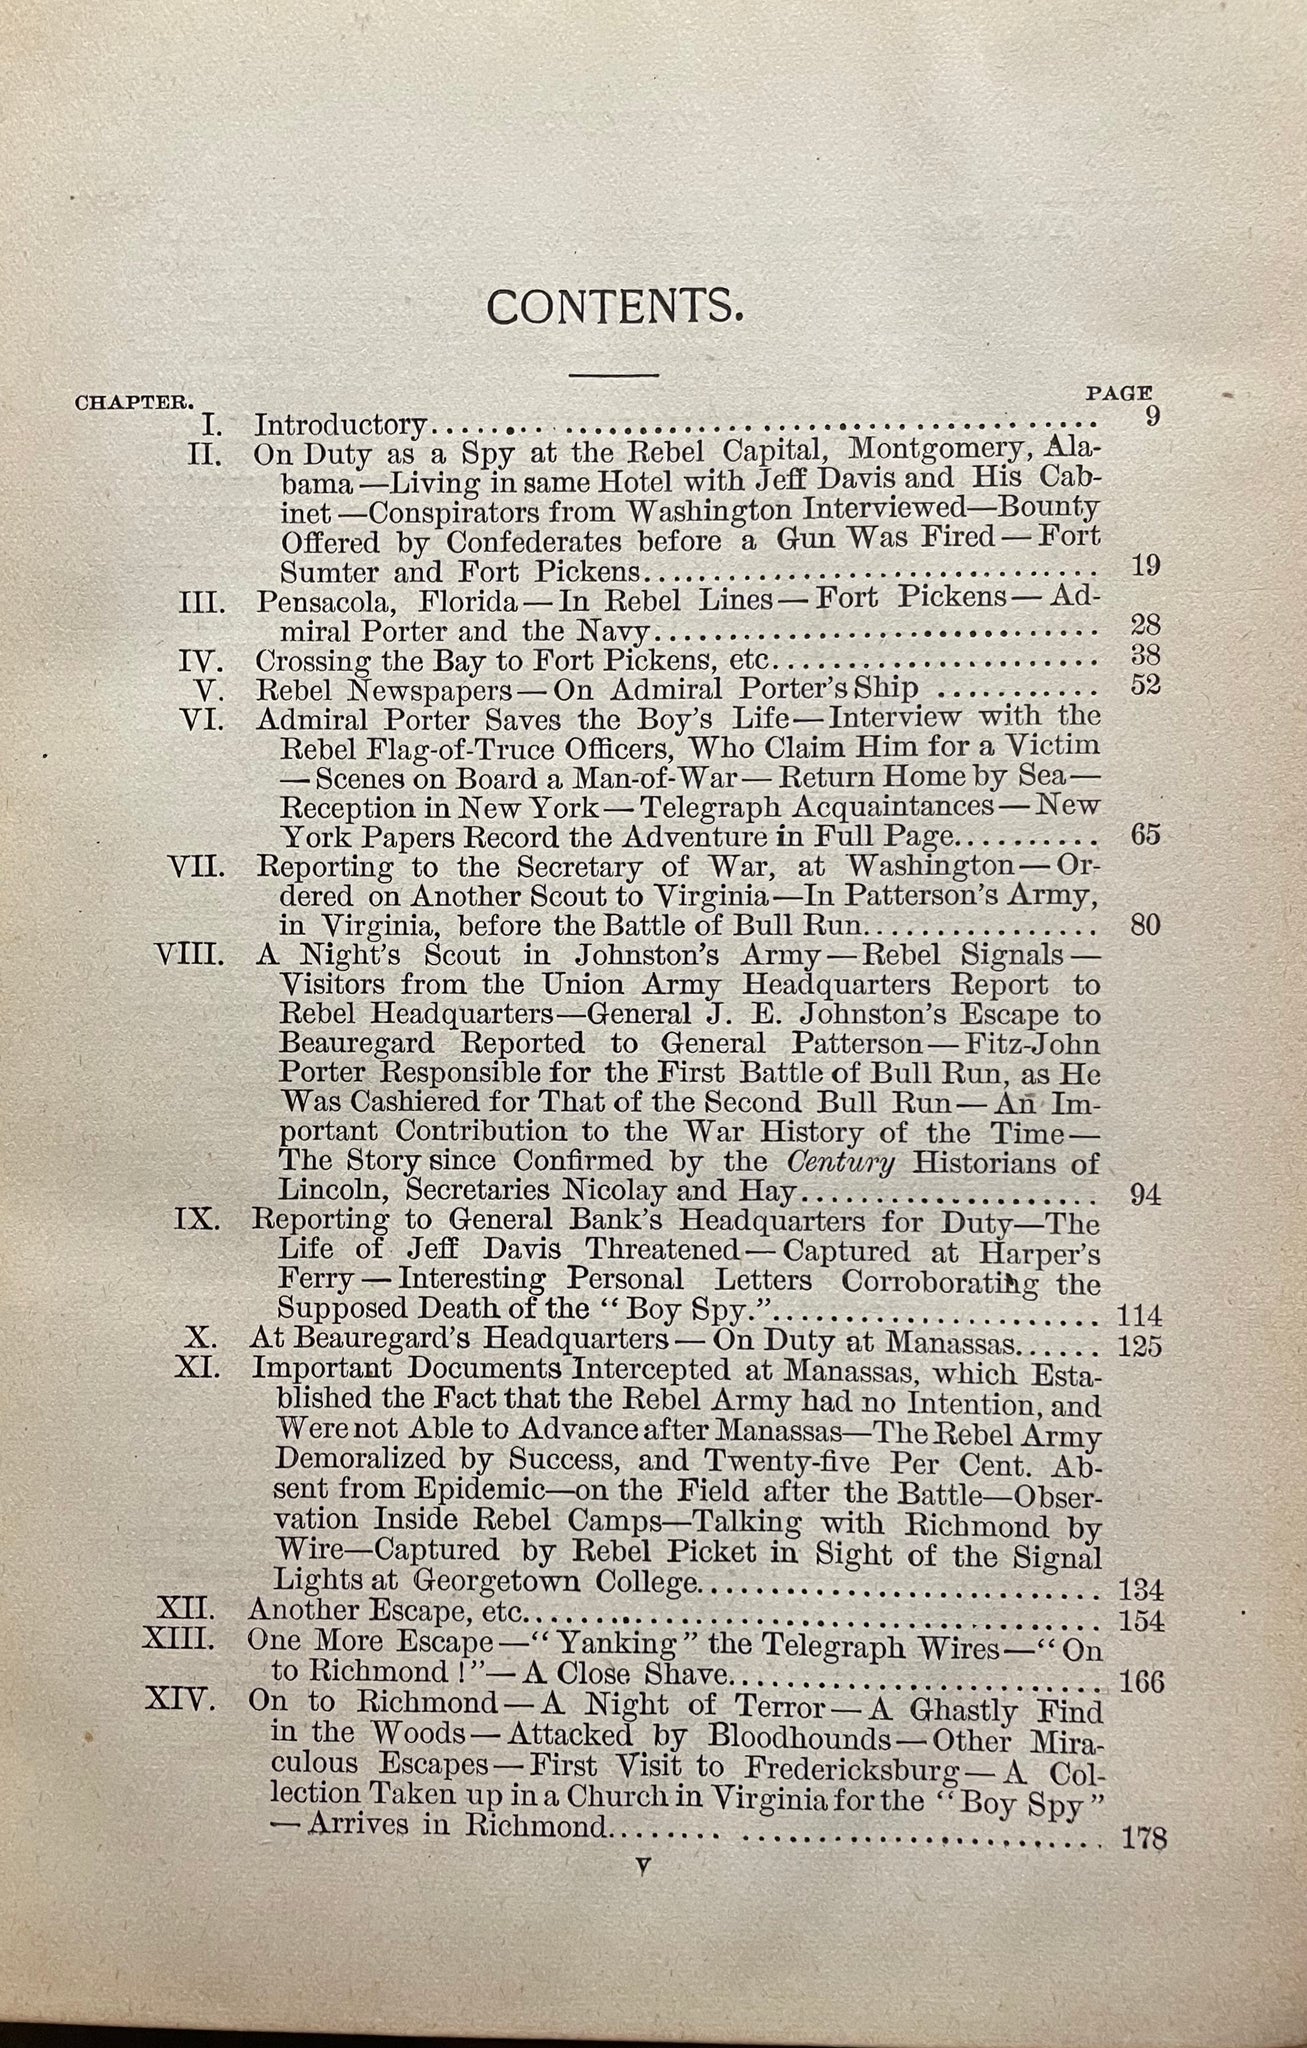 CONTENTS.
CHAPTER. PAGE
I. Introductory........................................................ 9
II. On Duty as a Spy at the Rebel Capital, Montgomery, Ala-
bama—Living in same Hotel with Jeff Davis and His Cab-
inet—Conspirators from Washington Interviewed—Bounty
Offered by Confederates before a Gun Was Fired—Fort
Sumter and Fort Pickens................................ 19
III. Pensacola, Florida—In Rebel Lines—Fort Pickens—Ad-
miral Porter and the Navy............................... 28
IV. Crossing the Bay to Fort Pickens, etc....................... 38
V. Rebel Newspapers—On Admiral Porter's Ship ........... 52
VI. Admiral Porter Saves the Boy's Life—Interview with the
Rebel Flag-of-Truce Officers, Who Claim Him for a Victim
—Scenes on Board a Man-of-War—Return Home by Sea—
Reception in New York—Telegraph Acquaintances—New
York Papers Record the Adventure in Full Page.......... 65
VII. Reporting to the Secretary of War, at Washington—Or-
dered on Another Scout to Virginia—In Patterson's Army,
in Virginia, before the Battle of Bull Run................ 80
VIII. A Night's Scout in Johnston's Army—Rebel Signals—
Visitors from the Union Army Headquarters Report to
Rebel Headquarters—General J. E. Johnston's Escape to
Beauregard Reported to General Patterson—Fitz-John
Porter Responsible for the First Battle of Bull Run, as He
Was Cashiered for That of the Second Bull Run—An Im-
portant Contribution to the War History of the Time—
The Story since Confirmed by the Century Historians of
Lincoln, Secretaries Nicolay and Hay..................... 94
IX. Reporting to General Bank's Headquarters for Duty—The
Life of Jeff Davis Threatened—Captured at Harper's
Ferry—Interesting Personal Letters Corroborating the
Supposed Death of the "Boy Spy."........................ 114
X. At Beauregard's Headquarters—On Duty at Manassas...... 125
XI. Important Documents Intercepted at Manassas, which Esta-
blished the Fact that the Rebel Army had no Intention, and
Were not Able to Advance after Manassas—The Rebel Army
Demoralized by Success, and Twenty-five Per Cent. Ab-
sent from Epidemic—on the Field after the Battle—Obser-
vation Inside Rebel Camps—Talking with Richmond by
Wire—Captured by Rebel Picket in Sight of the Signal
Lights at Georgetown College............................. 134
XII. Another Escape, etc......................................... 154
XIII. One More Escape—"Yanking" the Telegraph Wires—"On
to Richmond!"—A Close Shave........................... 166
XIV. On to Richmond—A Night of Terror—A Ghastly Find
in the Woods—Attacked by Bloodhounds—Other Mira-
culous Escapes—First Visit to Fredericksburg—A Col-
lection Taken up in a Church in Virginia for the "Boy Spy"
—Arrives in Richmond........ ........................ 178
V